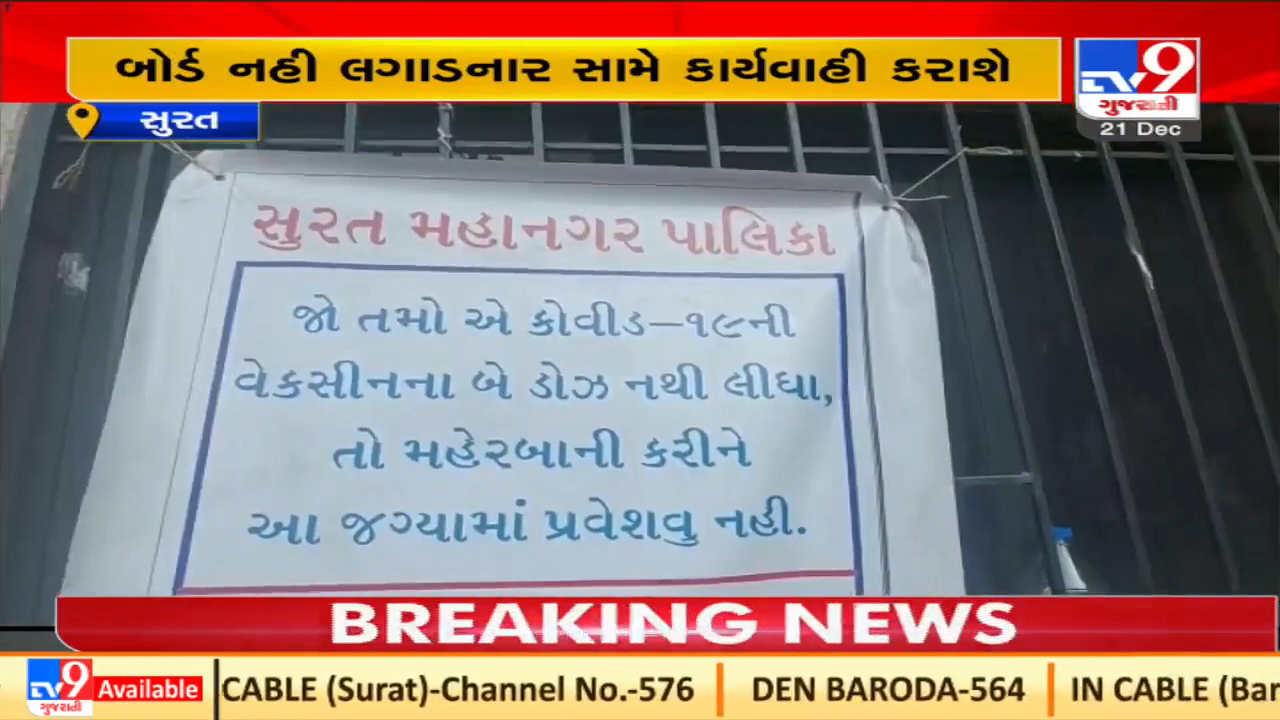 બોર્ડ નહી લગાડનાર સામે કાર્યવાહી કરાશે
TV9
ગુજરાતી
21 Dec
સુરત
સુરત મહાનગર પાલિકા
જો તમો એ કોવીડ–૧૯ની
વેકસીનના બે ડોઝ નથી લીધા,
તો મહેરબાની કરીને
આ જગ્યામાં પ્રવેશવુ નહી.
BREAKING NEWS
TV9 ગુજરાતી Available CABLE (Surat)-Channel No.-576 DEN BARODA-564 IN CABLE (Bar